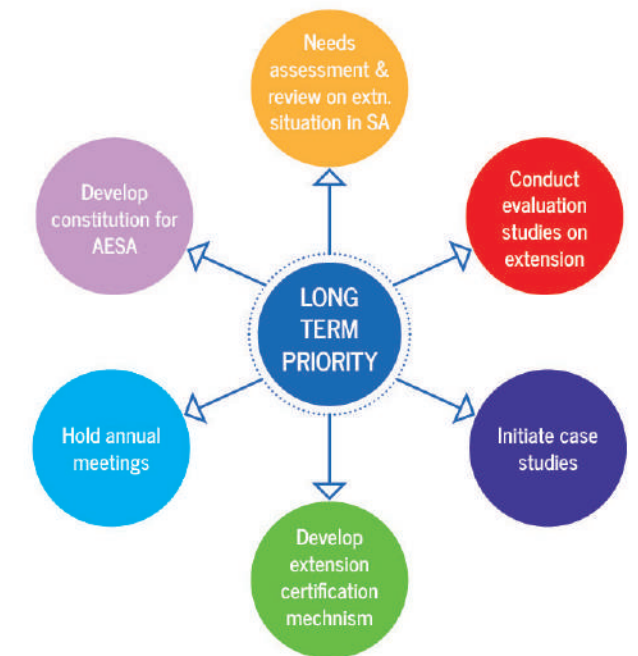 Needs
assessment &
review on extn.
situation in SA
Develop
constitution for
AESA
Conduct
evaluation
studies on
extension
LONG
TERM
PRIORITY
Hold annual
meetings
Initiate case
studies
Develop
extension
certification
mechnism